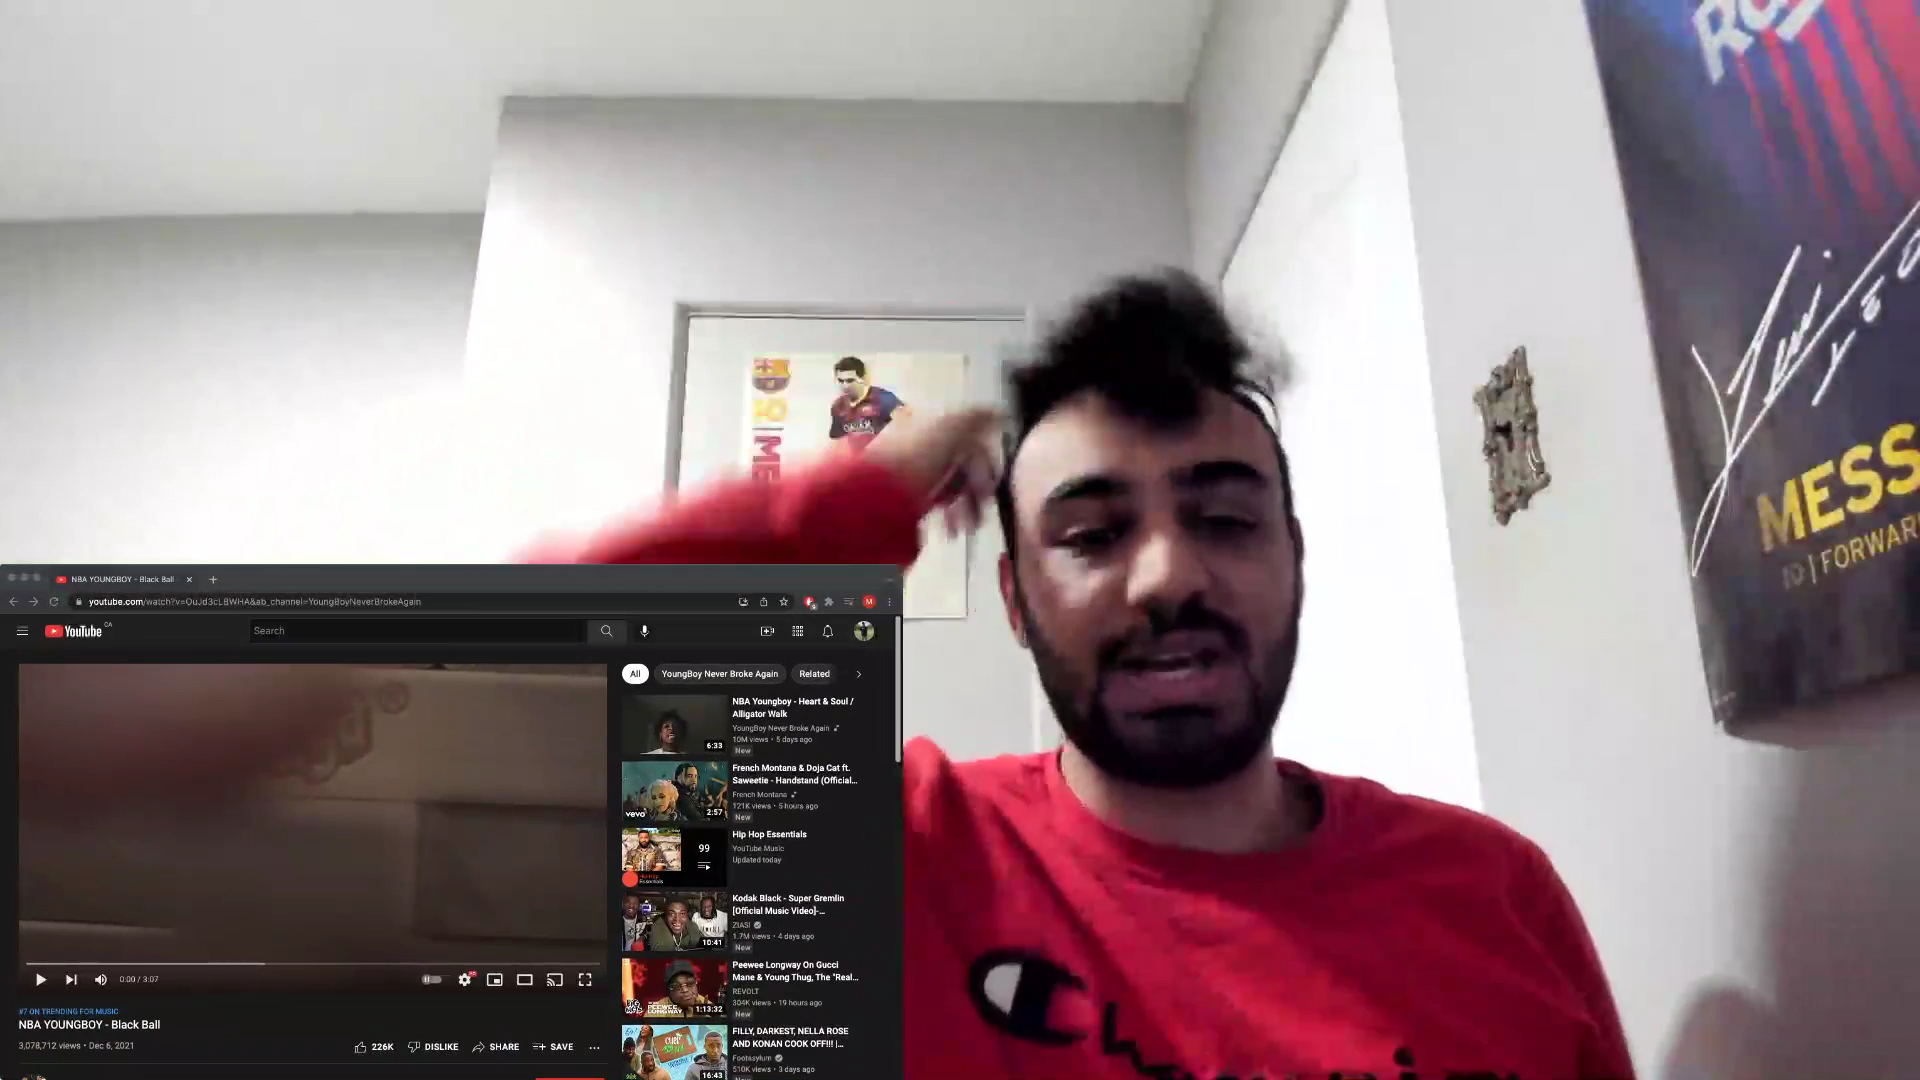 MESS
10 | FORWAR
NBA YOUNGBOY - Black Ball
youtube.com/watch?v=OuJd3cLBWHA&ab_channel=YoungBoyNeverBrokeAgain
YouTube CA
Search
All
YoungBoy Never Broke Again
Related
NBA Youngboy - Heart & Soul /
Alligator Walk
YoungBoy Never Broke Again
10M views • 5 days ago
New
6:33
French Montana & Doja Cat ft.
Saweetie - Handstand (Official...
French Montana
121K views • 5 hours ago
New
vevo
2:57
Hip Hop Essentials
YouTube Music
Updated today
99
Kodak Black - Super Gremlin
[Official Music Video]-...
ZIAS!
1.7M views • 4 days ago
New
10:41
Peewee Longway On Gucci
Mane & Young Thug, The "Real...
REVOLT
304K views • 19 hours ago
New
1:13:32
FILLY, DARKEST, NELLA ROSE
AND KONAN COOK OFF!!! |...
Footasylum
510K views • 3 days ago
16:43
0:00 / 3:07
#7 ON TRENDING FOR MUSIC
NBA YOUNGBOY - Black Ball
3,078,712 views • Dec 6, 2021
226K
DISLIKE
SHARE
SAVE